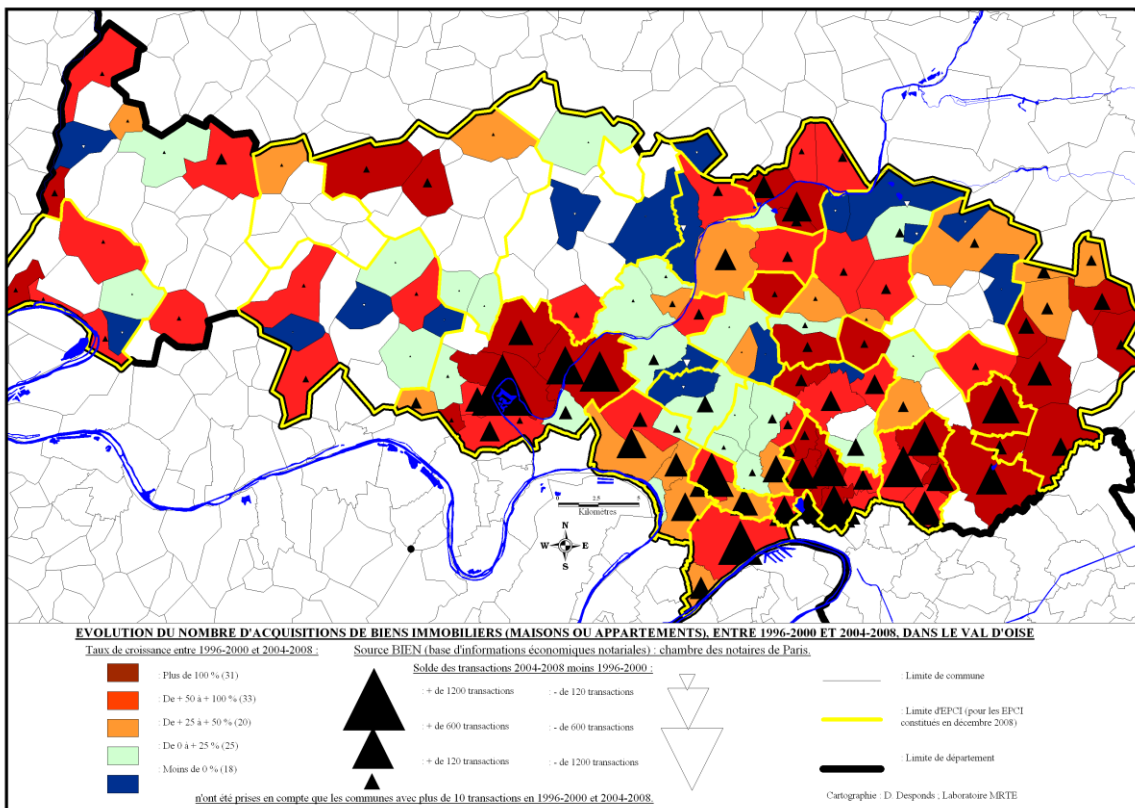 0 2,5 5
Kilomètres
N
W E
S
EVOLUTION DU NOMBRE D'ACQUISITIONS DE BIENS IMMOBILIERS (MAISONS OU APPARTEMENTS), ENTRE 1996-2000 ET 2004-2008, DANS LE VAL D'OISE
Taux de croissance entre 1996-2000 et 2004-2008 :
Source BIEN (base d'informations économiques notariales) : chambre des notaires de Paris.
Solde des transactions 2004-2008 moins 1996-2000 :
: Plus de 100 % (31)
: De + 50 à + 100 % (33)
: De + 25 à + 50 % (20)
: De 0 à + 25 % (25)
: Moins de 0 % (18)
: + de 1200 transactions
: + de 600 transactions
: + de 120 transactions
: - de 120 transactions
: - de 600 transactions
: - de 1200 transactions
: Limite de commune
: Limite d'EPCI (pour les EPCI
constitués en décembre 2008)
: Limite de département
n'ont été prises en compte que les communes avec plus de 10 transactions en 1996-2000 et 2004-2008.
Cartographie : D. Desponds ; Laboratoire MRTE